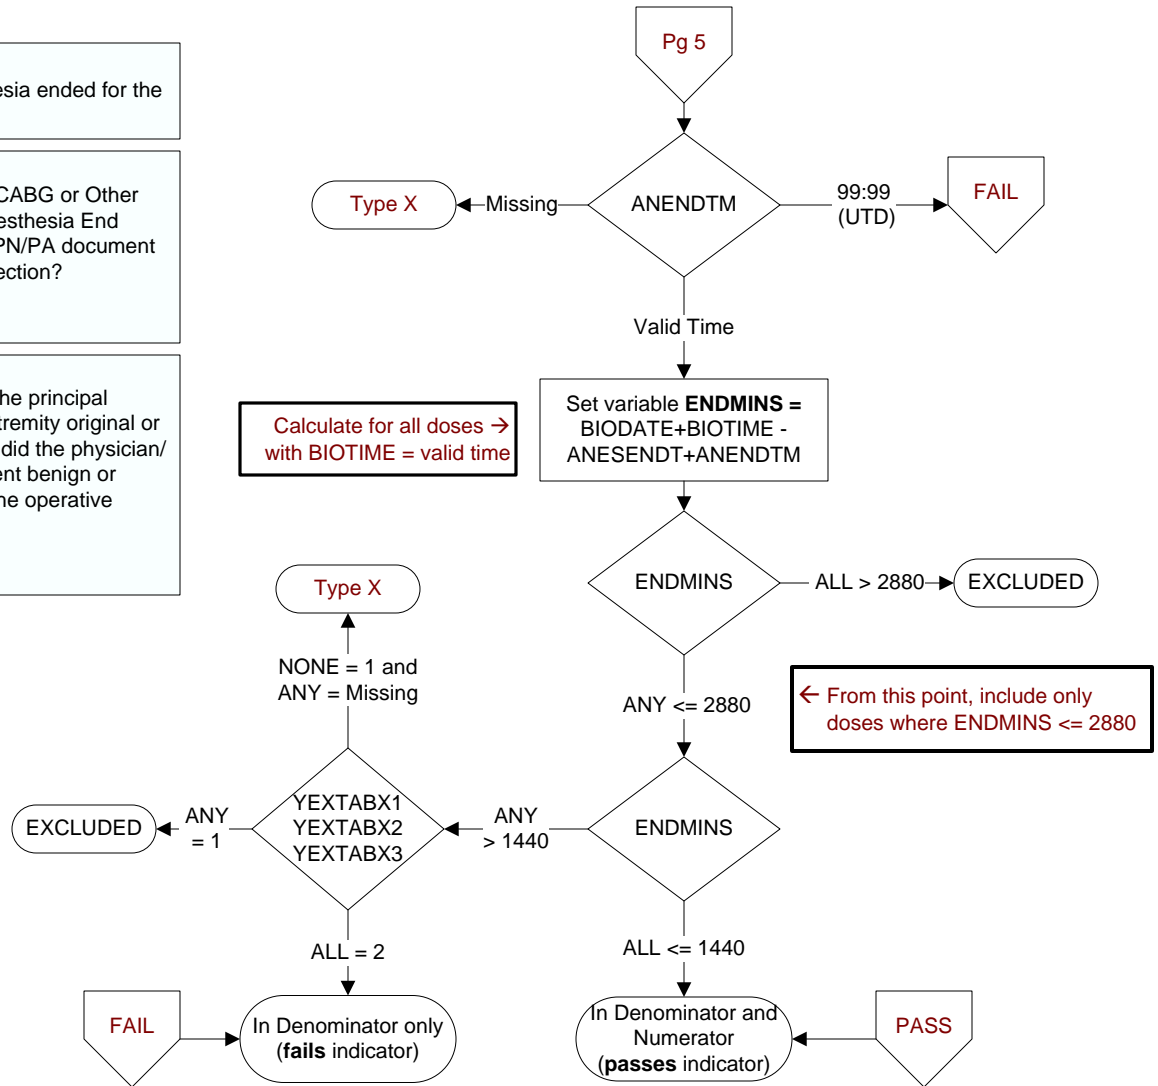 Pg 5
esia ended for the
CABG or Other
esthesia End
PN/PA document
ection?
Type X
Missing
ANENDTM
99:99
(UTD)
FAIL
Valid Time
he principal
tremity original or
did the physician/
ent benign or
he operative
Calculate for all doses →
with BIOTIME = valid time
Set variable ENDMINS =
BIODATE+BIOTIME -
ANESENDT+ANENDTM
ENDMINS
ALL > 2880
EXCLUDED
Type X
NONE = 1 and
ANY = Missing
ANY <= 2880
← From this point, include only
doses where ENDMINS <= 2880
EXCLUDED
ANY
= 1
YEXTABX1
YEXTABX2
YEXTABX3
ANY
> 1440
ENDMINS
ALL = 2
ALL <= 1440
FAIL
In Denominator only
(fails indicator)
In Denominator and
Numerator
(passes indicator)
PASS